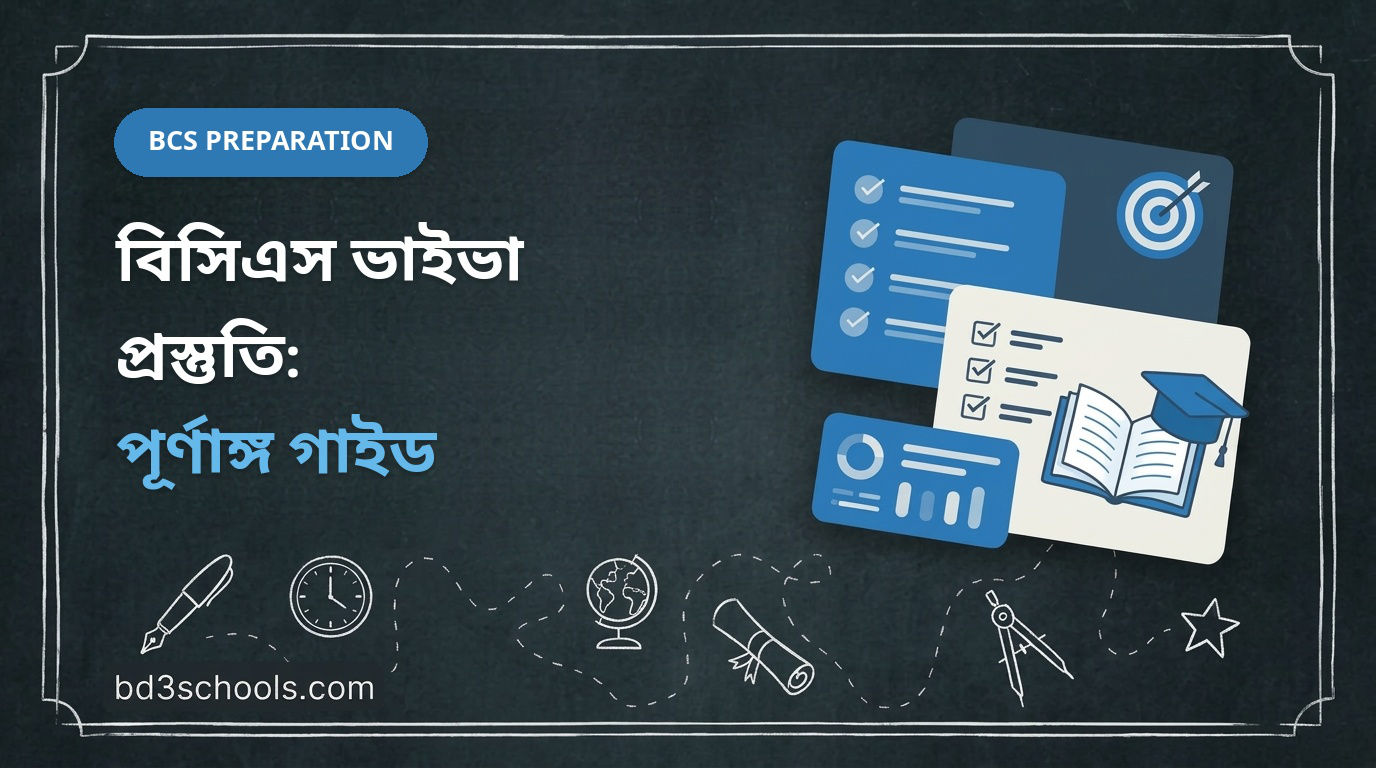 BCS PREPARATION
বিসিএস ভাইভা
প্রস্তুতি:
পূর্ণাঙ্গ গাইড
bd3schools.com